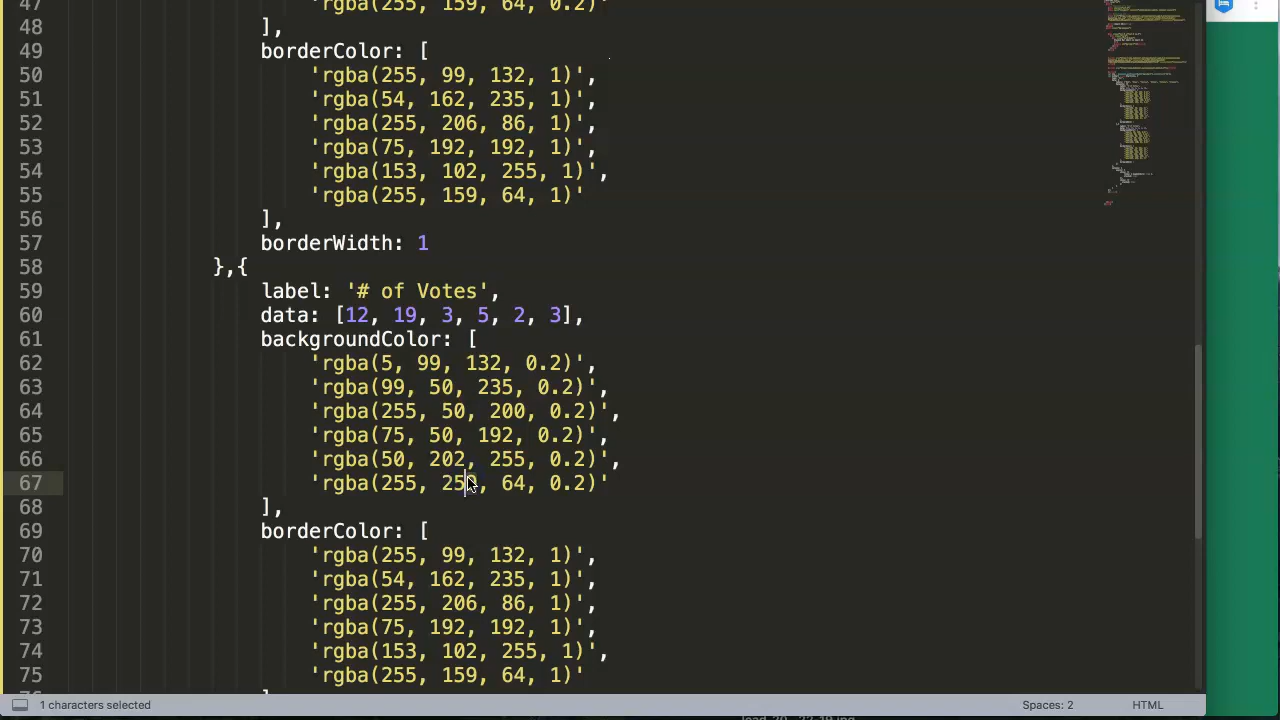 47 'rgba(255, 159, 64, 0.2)'
48 ],
49 borderColor: [
50 'rgba(255, 99, 132, 1)',
51 'rgba(54, 162, 235, 1)',
52 'rgba(255, 206, 86, 1)',
53 'rgba(75, 192, 192, 1)',
54 'rgba(153, 102, 255, 1)',
55 'rgba(255, 159, 64, 1)'
56 ],
57 borderWidth: 1
58 },{
59 label: '# of Votes',
60 data: [12, 19, 3, 5, 2, 3],
61 backgroundColor: [
62 'rgba(5, 99, 132, 0.2)',
63 'rgba(99, 50, 235, 0.2)',
64 'rgba(255, 50, 200, 0.2)',
65 'rgba(75, 50, 192, 0.2)',
66 'rgba(50, 202, 255, 0.2)',
67 'rgba(255, 259, 64, 0.2)'
68 ],
69 borderColor: [
70 'rgba(255, 99, 132, 1)',
71 'rgba(54, 162, 235, 1)',
72 'rgba(255, 206, 86, 1)',
73 'rgba(75, 192, 192, 1)',
74 'rgba(153, 102, 255, 1)',
75 'rgba(255, 159, 64, 1)'
1 characters selected
Spaces: 2
HTML